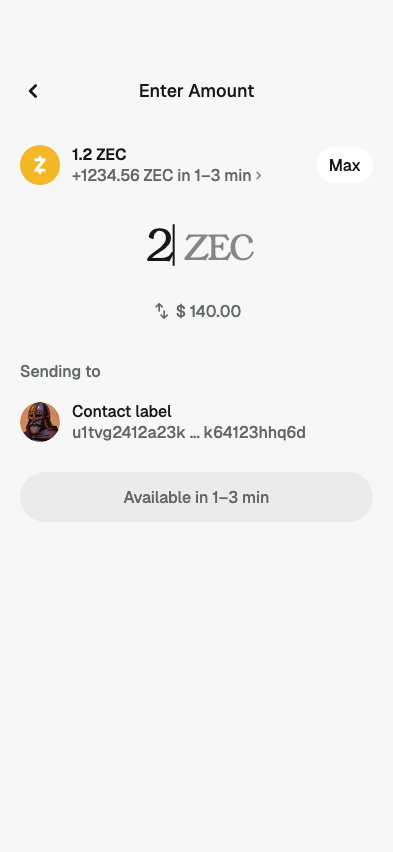 Enter Amount
1.2 ZEC
+1234.56 ZEC in 1–3 min
Max
2 ZEC
$ 140.00
Sending to
Contact label
u1tvg2412a23k ... k64123hhq6d
Available in 1–3 min